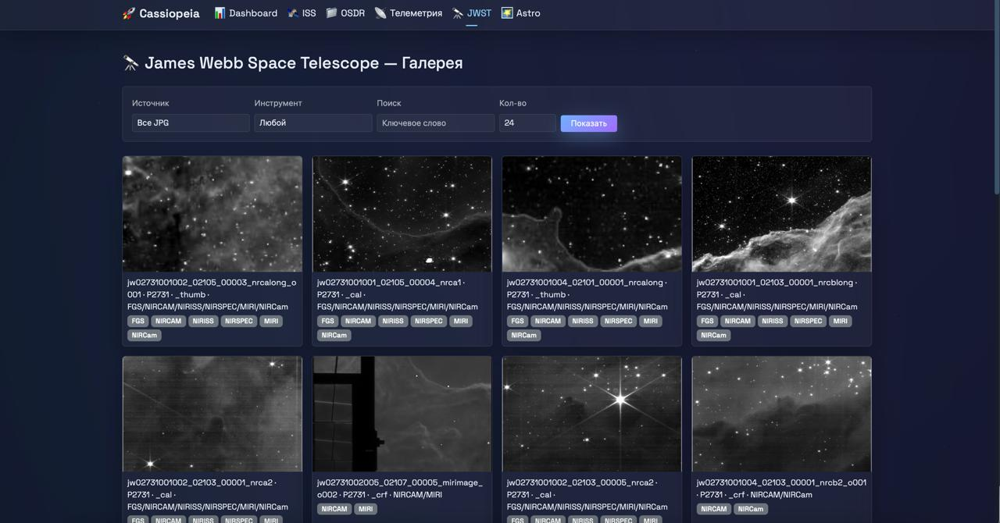 🚀 Cassiopeia 📊 Dashboard 🛰️ ISS 📁 OSDR 📡 Телеметрия 🔭 JWST 🌠 Astro
🔭 James Webb Space Telescope — Галерея
Источник Инструмент Поиск Кол-во
Все JPG Любой Ключевое слово 24 Показать
jw02731001002_02105_00003_nrcalong_o
001 · P2731 · _thumb ·
FGS/NIRCAM/NIRISS/NIRSPEC/MIRI/NIRCam
FGS NIRCAM NIRISS NIRSPEC MIRI
NIRCam
jw02731001001_02105_00004_nrca1 ·
P2731 · _cal ·
FGS/NIRCAM/NIRISS/NIRSPEC/MIRI/NIRCam
FGS NIRCAM NIRISS NIRSPEC MIRI
NIRCam
jw02731001004_02101_00001_nrcalong ·
P2731 · _thumb ·
FGS/NIRCAM/NIRISS/NIRSPEC/MIRI/NIRCam
FGS NIRCAM NIRISS NIRSPEC MIRI
NIRCam
jw02731001001_02103_00001_nrcblong ·
P2731 · _cal ·
FGS/NIRCAM/NIRISS/NIRSPEC/MIRI/NIRCam
FGS NIRCAM NIRISS NIRSPEC MIRI
NIRCam
jw02731001002_02103_00001_nrca2 ·
P2731 · _cal ·
FGS/NIRCAM/NIRISS/NIRSPEC/MIRI/NIRCam
FGS NIRCAM NIRISS NIRSPEC MIRI
jw02731002005_02107_00005_mirimage_
o002 · P2731 · _crf · NIRCAM/MIRI
NIRCAM MIRI
jw02731001002_02103_00005_nrca2 ·
P2731 · _cal ·
FGS/NIRCAM/NIRISS/NIRSPEC/MIRI/NIRCam
FGS NIRCAM NIRISS NIRSPEC MIRI
jw02731001004_02103_00001_nrcb2_o001
· P2731 · _crf · NIRCAM/NIRCam
NIRCAM NIRCam